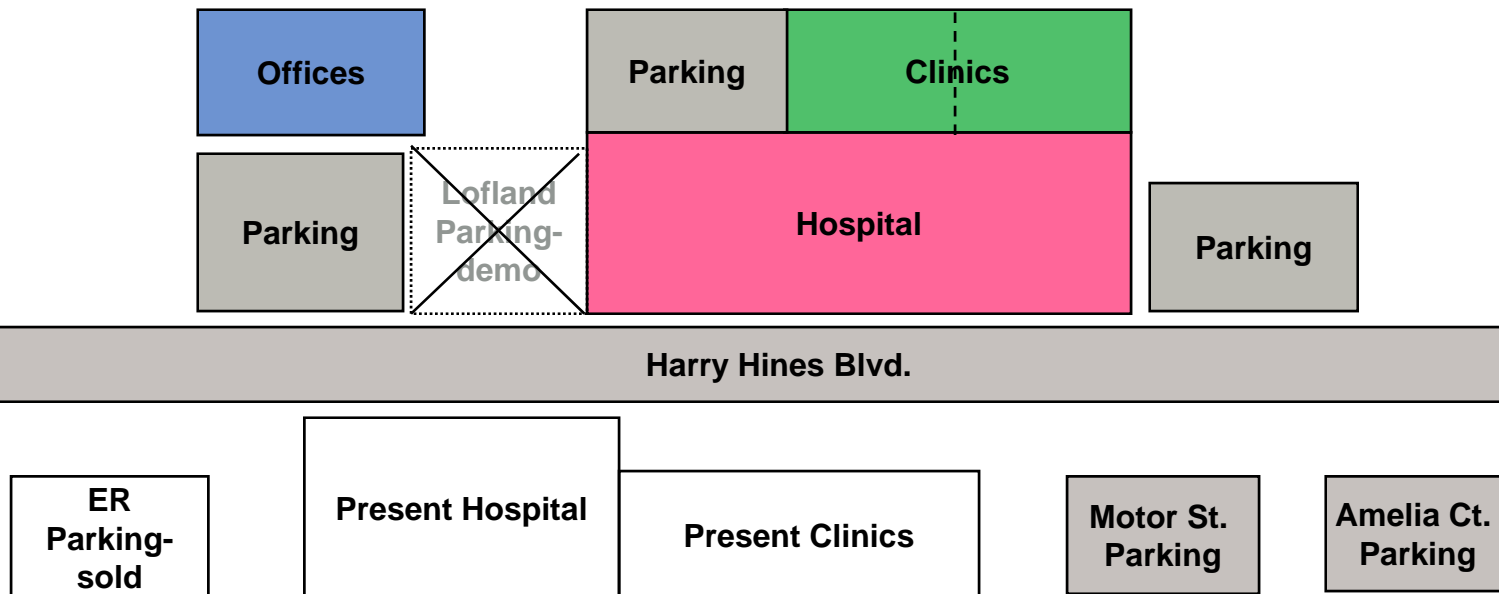 Offices
Parking
Clinics
Parking
Lofland
Parking-
demo
Hospital
Parking
Harry Hines Blvd.
ER
Parking-
sold
Present Hospital
Present Clinics
Motor St.
Parking
Amelia Ct.
Parking